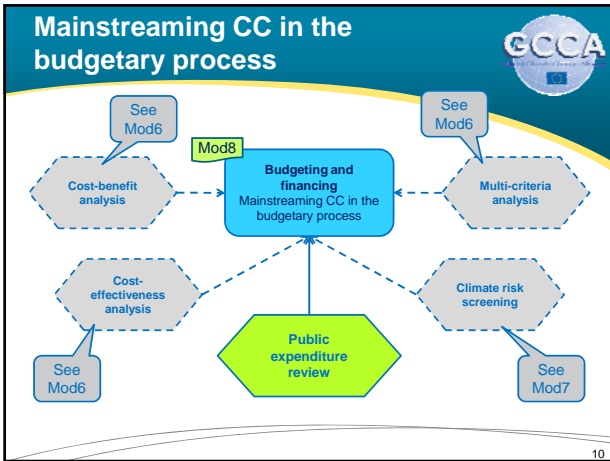 Mainstreaming CC in the
budgetary process
GCCA
See
Mod6
See
Mod6
Mod8
Budgeting and
financing
Mainstreaming CC in the
budgetary process
Cost-benefit
analysis
Multi-criteria
analysis
Cost-
effectiveness
analysis
Climate risk
screening
Public
expenditure
review
See
Mod6
See
Mod7
10